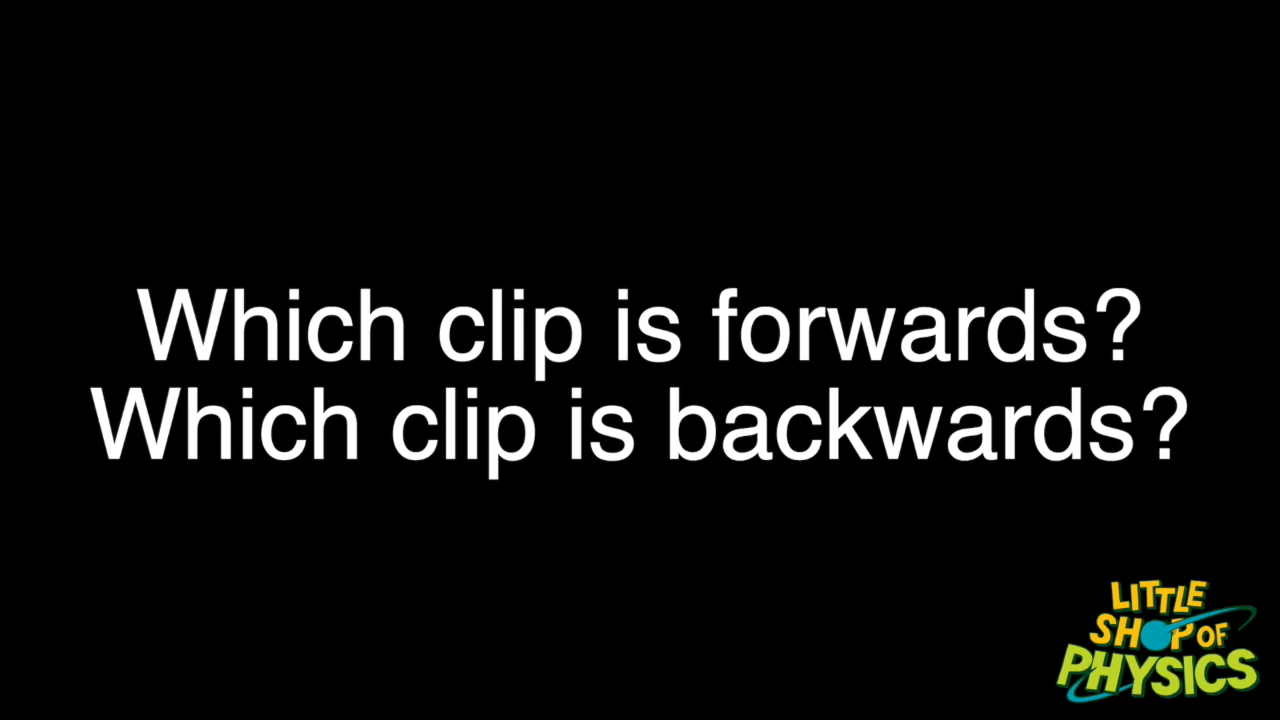 Which clip is forwards?
Which clip is backwards?
LITTLE
SHOP OF
PHYSICS